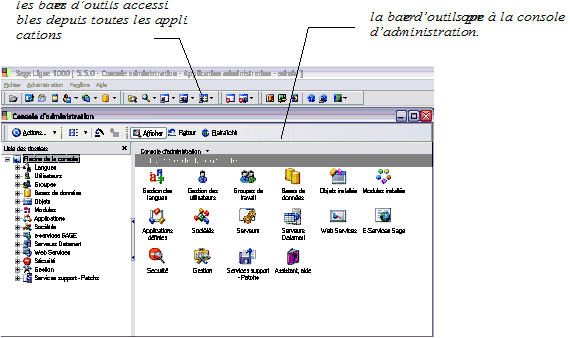 les barres d'outils accessi
bles depuis toutes les appli
cations
la barre d'outils propre à la console
d'administration.
Sage Ligne 1000 [ 5.5.0 - Console administration - Application administration - admin ]
Fichier Administration Fenêtre Aide
Console d'administration
Actions... Afficher Retour Rafraîchir
Liste des dossiers
Console d'administration
Racine de la console
Langues
Utilisateurs
Groupes
Bases de données
Objets
Modules
Applications
Sociétés
e-services SAGE
Serveurs Datamart
Web Services
Sécurité
Gestion
Services support - Patchs
Gestion des langues
Gestion des utilisateurs
Groupes de travail
Bases de données
Objets installés
Modules installés
Applications définies
Sociétés
Serveurs
Serveurs Datamart
Web Services
E-Services Sage
Sécurité
Gestion
Services support - Patchs
Assistant, aide